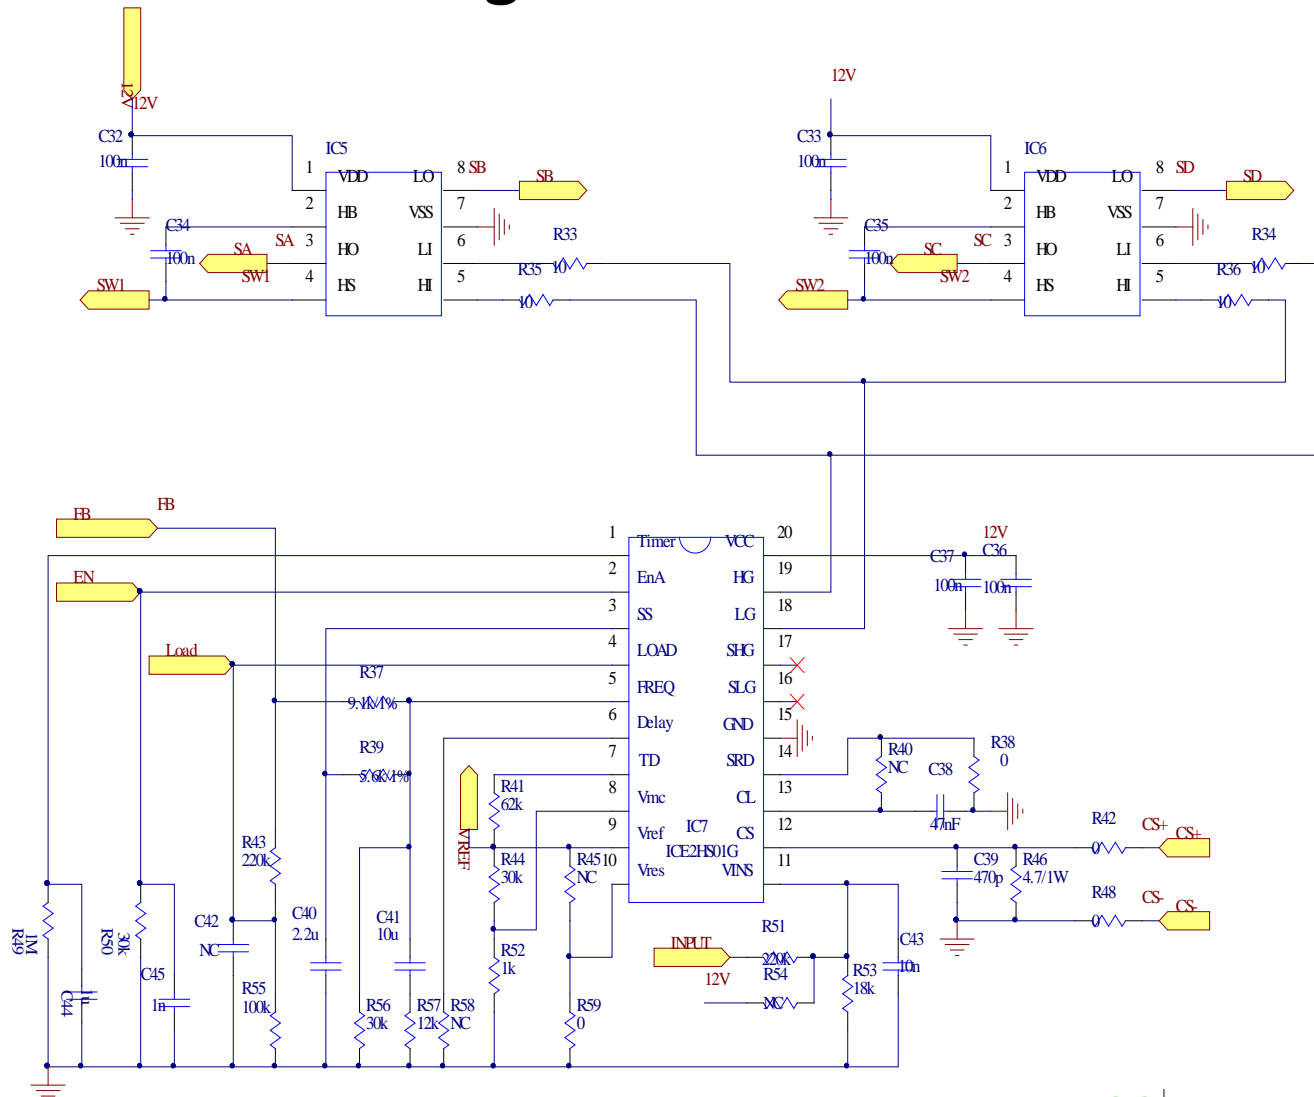 12V
12V
12V
C32
100n
IC5
1
VDD
LO
8
SB
SB
2
HB
VSS
7
C34
100n
SA
SA
3
HO
LI
6
SW1
4
HS
HI
5
SW1
R33
10
R35
10
C33
100n
IC6
1
VDD
LO
8
SD
SD
2
HB
VSS
7
C35
100n
SC
SC
3
HO
LI
6
SW2
4
HS
HI
5
SW2
R34
10
R36
10
FB
FB
EN
Load
1
Timer
VCC
20
2
EnA
HG
19
3
SS
LG
18
4
LOAD
SHG
17
5
FREQ
SLG
16
6
Delay
GND
15
7
TD
SRD
14
8
Vmc
CL
13
9
Vref
CS
12
10
Vres
VINS
11
IC7
ICE2HS01G
12V
C37
100n
C36
100n
R37
9.1k/1%
R39
5.6k/1%
R41
62k
VREF
R40
NC
C38
47nF
R38
0
R42
0
CS+
CS+
R43
220k
R44
30k
R45
NC
C39
470p
R46
4.7/1W
R48
0
CS-
CS-
R49
1M
R50
30k
C42
NC
C40
2.2u
C41
10u
R52
1k
INPUT
R51
220k
12V
R54
NC
R53
18k
C43
10n
C44
1u
C45
1n
R55
100k
R56
30k
R57
12k
R58
NC
R59
0